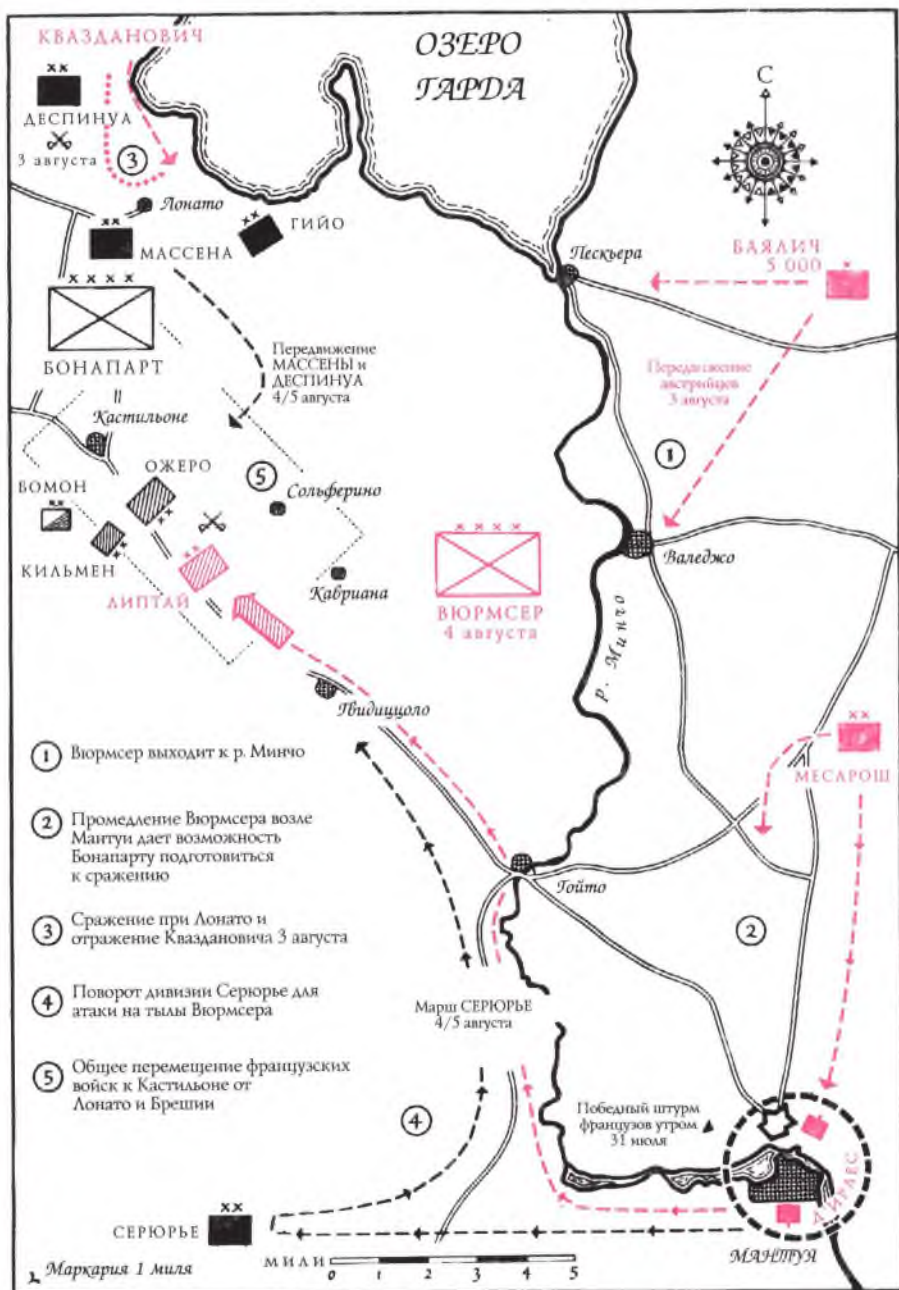 КВАЗДАНОВИЧ
ОЗЕРО
ГАРДА
С
ДЕСПИНУА
3 августа
3
Лонато
ГИЙО
МАССЕНА
Пескьера
БАЯЛИЧ
5 000
БОНАПАРТ
Передвижение
МАССЕНЫ и
ДЕСПИНУА
4/5 августа
Передвижение
австрийцев
3 августа
Кастильоне
1
ОЖЕРО
5
Сольферино
БОМОН
КИЛЬМЕН
Валеджо
ЛИПТАЙ
Кавриана
ВЮРМСЕР
4 августа
р. Минчо
Гвидиццоло
МЕСАРОШ
1 Вюрмсер выходит к р. Минчо
2 Промедление Вюрмсера возле
Мантуи дает возможность
Бонапарту подготовиться
к сражению
Гойто
2
3 Сражение при Лонато и
отражение Кваздановича 3 августа
4 Поворот дивизии Серюрье для
атаки на тылы Вюрмсера
Марш СЕРЮРЬЕ
4/5 августа
5 Общее перемещение французских
войск к Кастильоне от
Лонато и Брешии
4
Победный штурм
французов утром
31 июля
Д'ИРЛЕС
СЕРЮРЬЕ
МАНТУЯ
МИЛИ
0 1 2 3 4 5
Маркария 1 миля